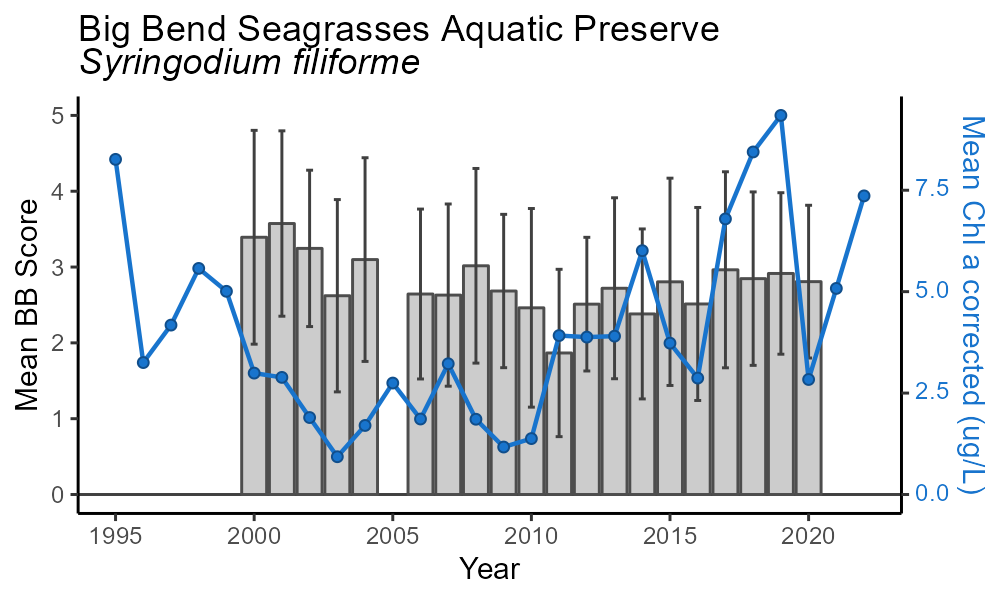 Big Bend Seagrasses Aquatic Preserve
Syringodium filiforme
Mean BB Score
5
4
3
2
1
0
7.5
5.0
2.5
0.0
Mean Chl a corrected (ug/L)
1995 2000 2005 2010 2015 2020
Year